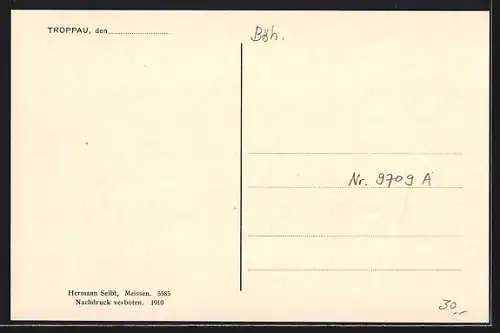 TROPPAU, den
Böh.
Nr. 9709 A
Hermann Seibt, Meissen. 5585
Nachdruck verboten. 1910
30,-